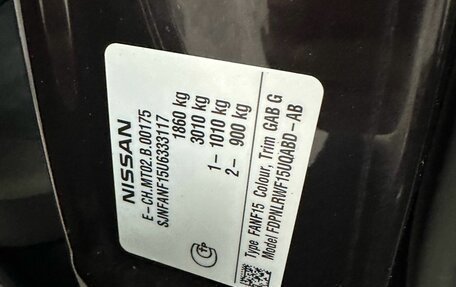 NISSAN
E-CH.MT02.B.00175
SJNFANF15U6333117
1860 kg
3010 kg
1- 1010 kg
2- 900 kg
Type FANF15 Colour, Trim GAB G
Model FDPNLRWF15UQABD-AB